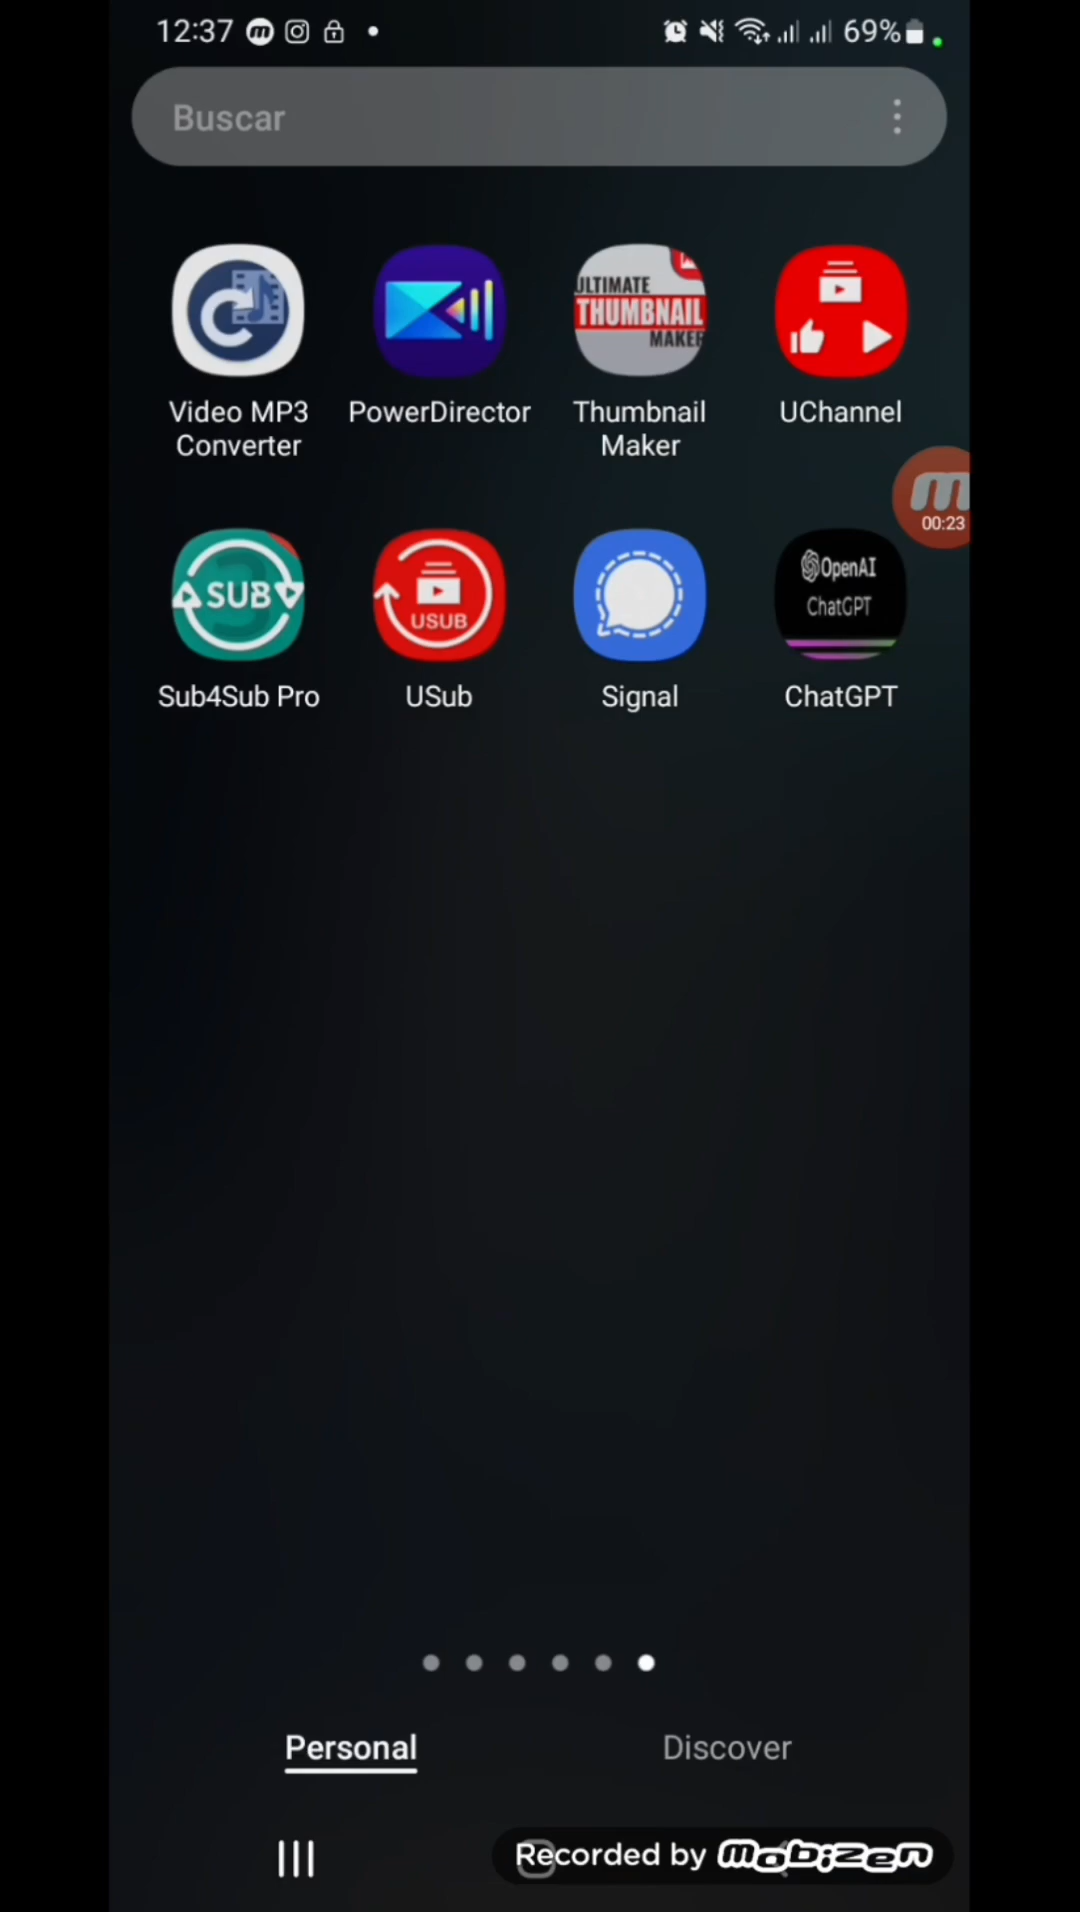 12:37
69%
Buscar
ULTIMATE
THUMBNAIL
MAKER
Video MP3
Converter
PowerDirector
Thumbnail
Maker
UChannel
00:23
SUB
USUB
OpenAI
ChatGPT
Sub4Sub Pro
USub
Signal
ChatGPT
Personal
Discover
Recorded by mobizen